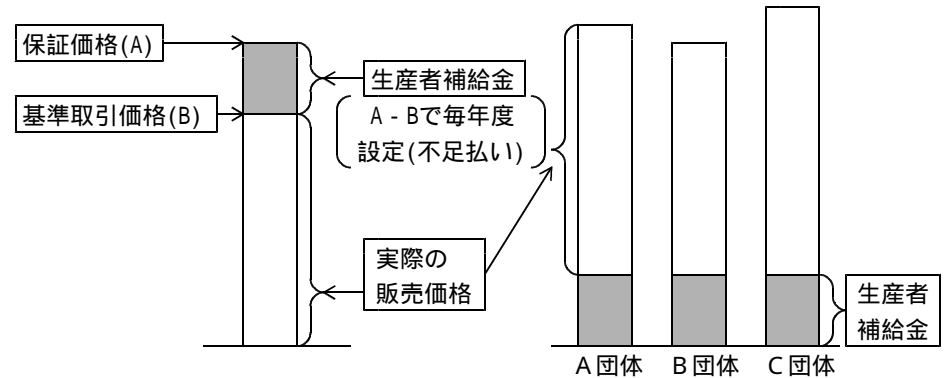 保証価格(A)
基準取引価格(B)
生産者補給金
A - Bで毎年度
設定(不足払い)
実際の
販売価格
生産者
補給金
A団体
B団体
C団体